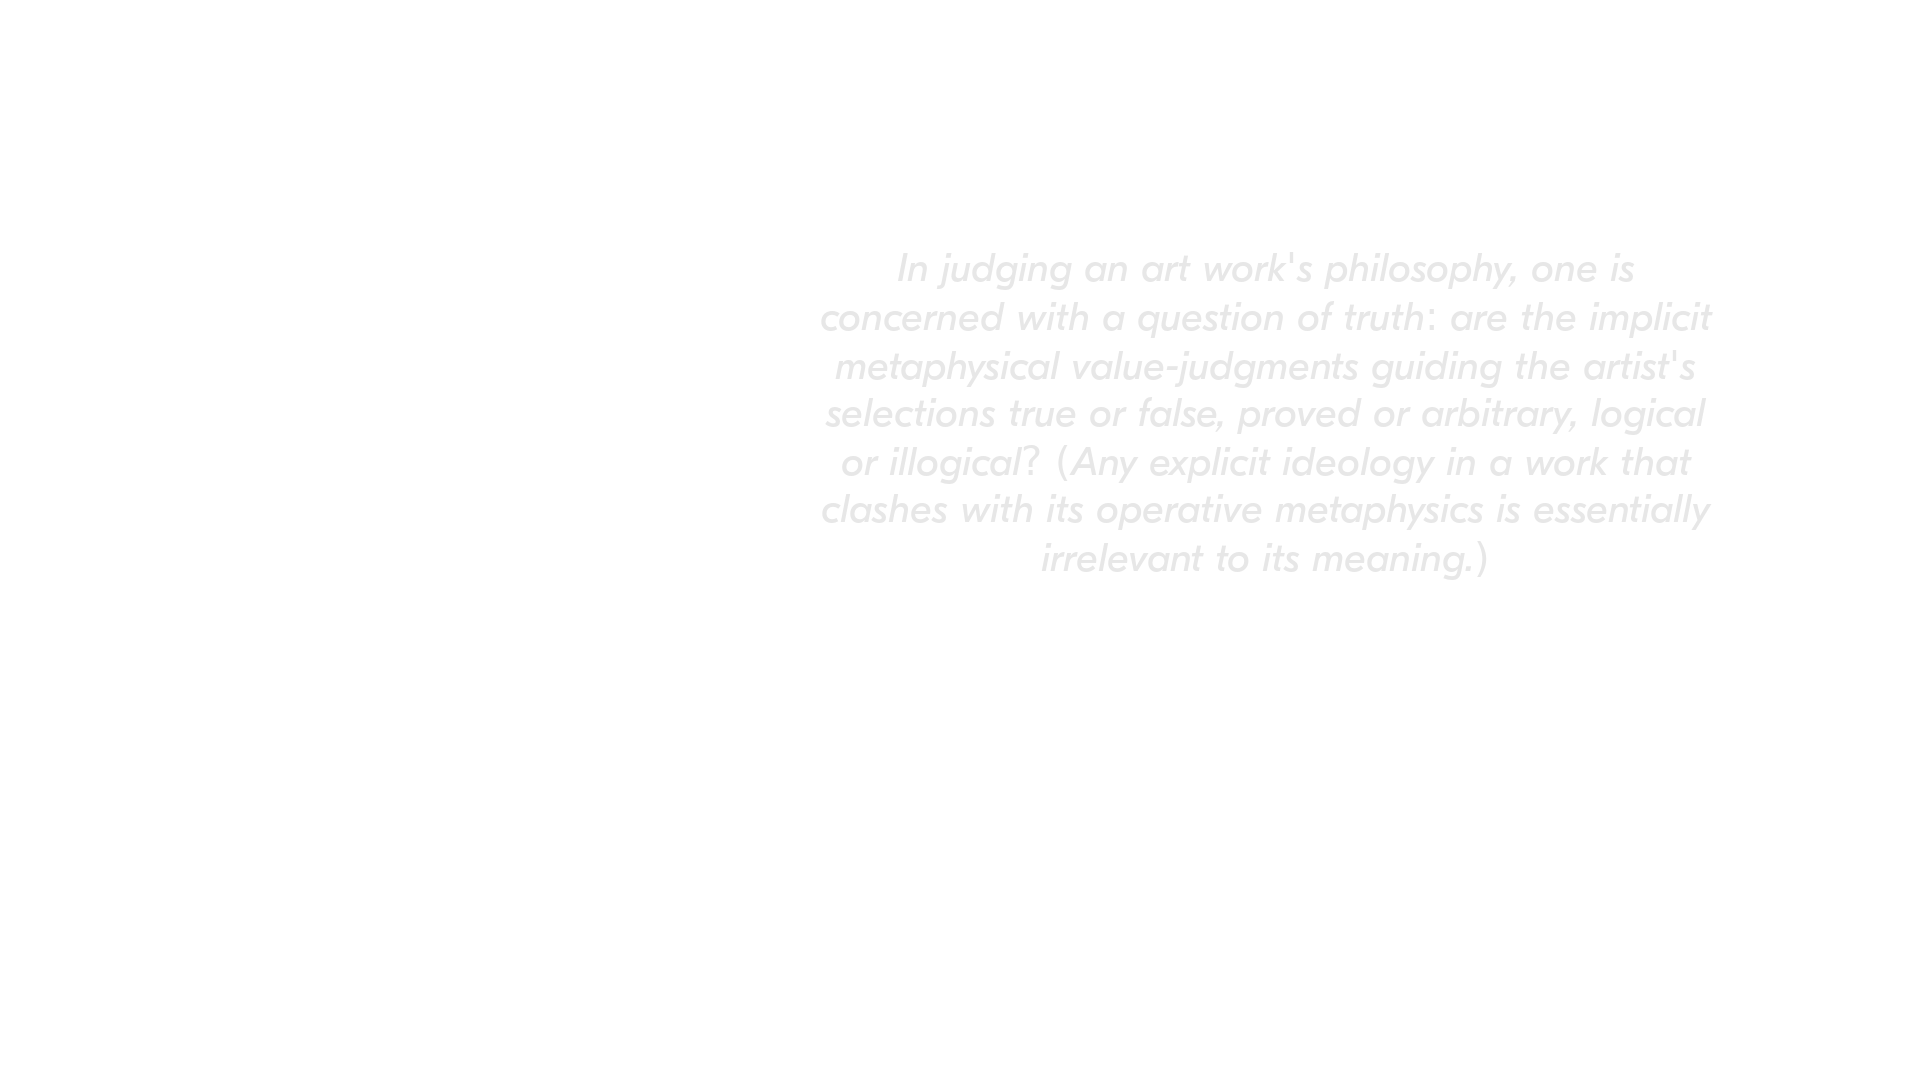 In judging an art work's philosophy, one is
concerned with a question of truth: are the implicit
metaphysical value-judgments guiding the artist's
selections true or false, proved or arbitrary, logical
or illogical? (Any explicit ideology in a work that
clashes with its operative metaphysics is essentially
irrelevant to its meaning.)